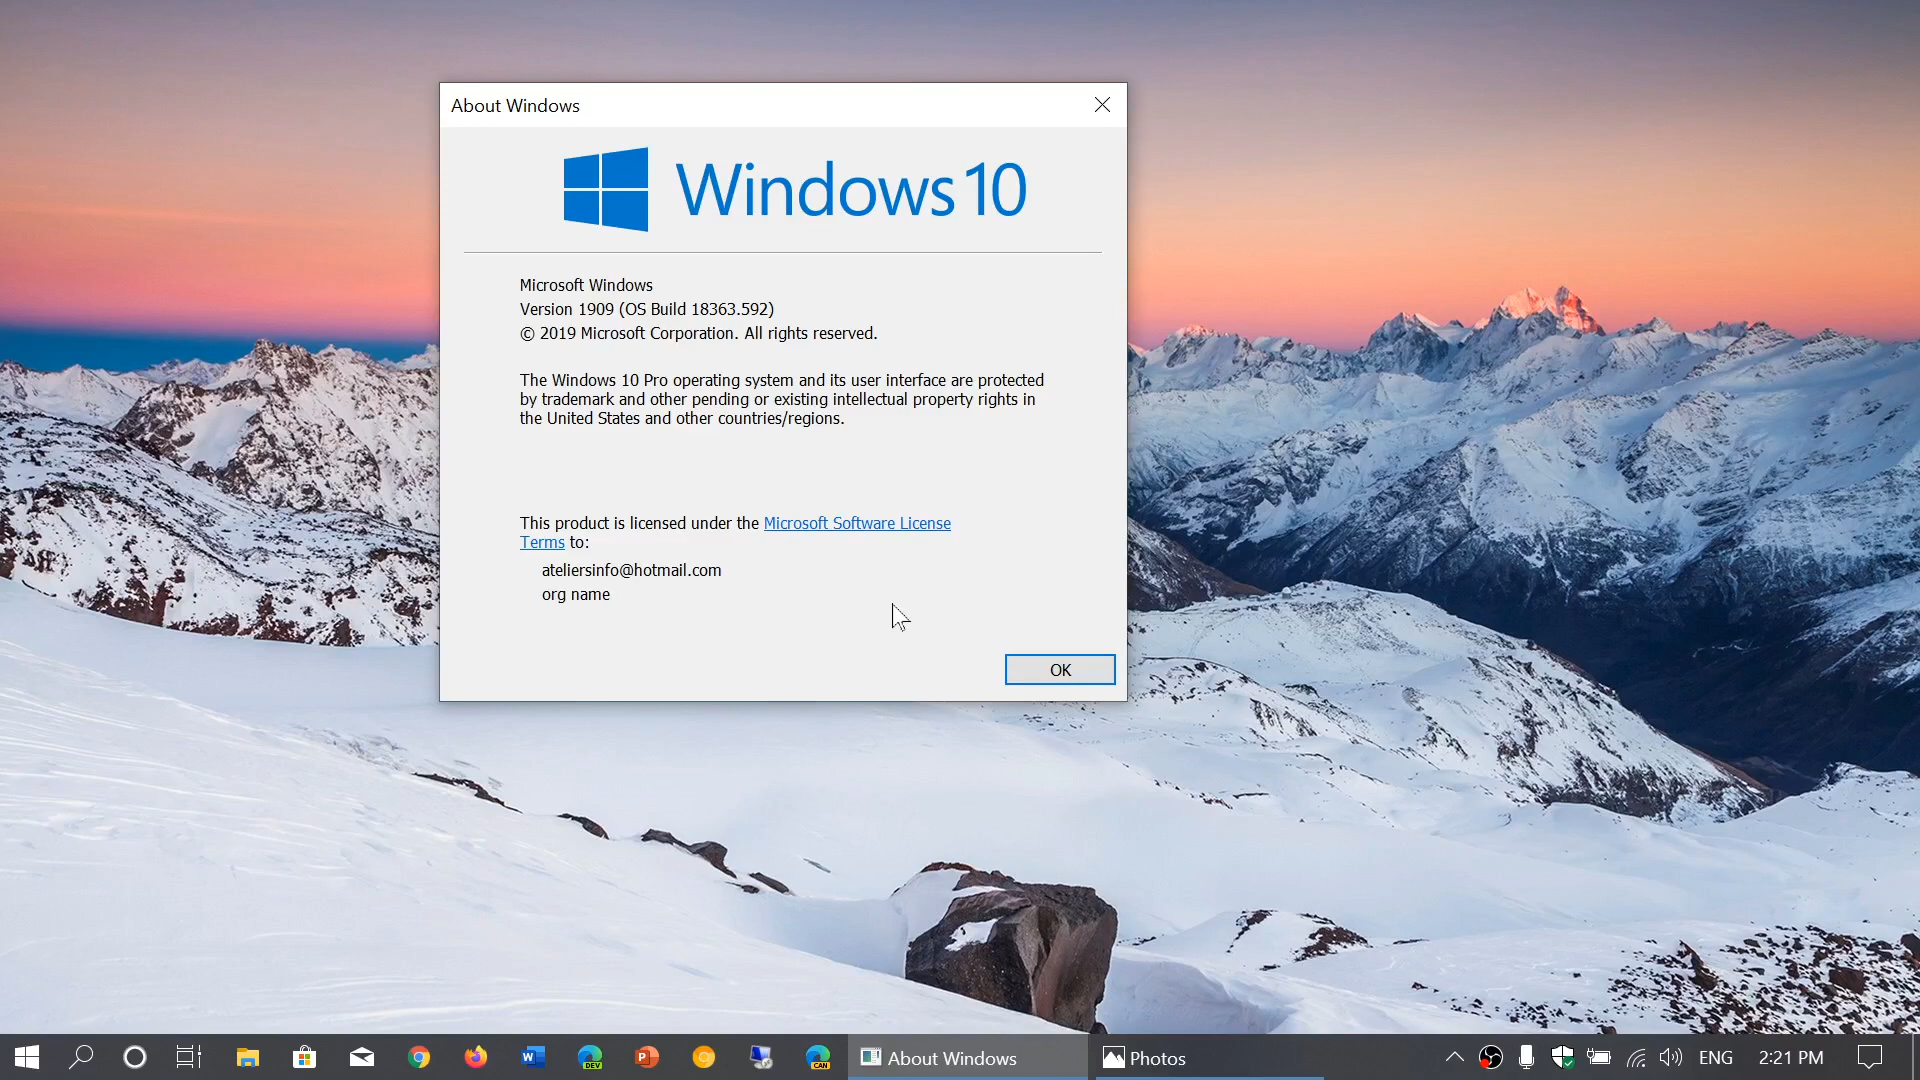 About Windows
Windows 10
Microsoft Windows
Version 1909 (OS Build 18363.592)
© 2019 Microsoft Corporation. All rights reserved.
The Windows 10 Pro operating system and its user interface are protected
by trademark and other pending or existing intellectual property rights in
the United States and other countries/regions.
This product is licensed under the Microsoft Software License
Terms to:
ateliersinfo@hotmail.com
org name
OK
W
DEV
P
CAN
About Windows
Photos
ENG
2:21 PM